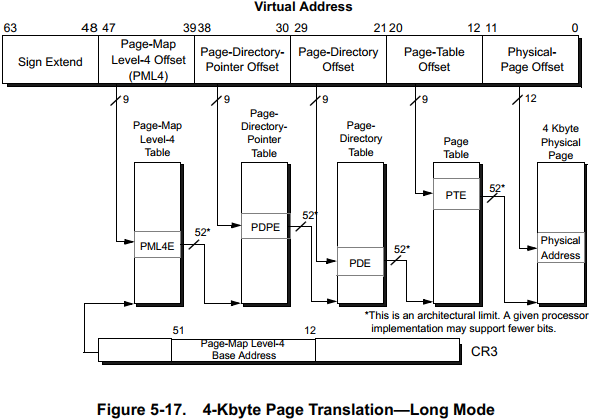 Virtual Address
63 48 47 39 38 30 29 21 20 12 11 0
Sign Extend
Page-Map
Level-4 Offset
(PML4)
Page-Directory-
Pointer Offset
Page-Directory
Offset
Page-Table
Offset
Physical-
Page Offset
9 9 9 9 12
Page-Map
Level-4
Table
Page-
Directory-
Pointer
Table
Page-
Directory
Table
Page
Table
4 Kbyte
Physical
Page
PML4E
52*
PDPE
52*
PDE
52*
PTE
52*
Physical
Address
*This is an architectural limit. A given processor
implementation may support fewer bits.
51 12
Page-Map Level-4
Base Address
CR3
Figure 5-17. 4-Kbyte Page Translation—Long Mode